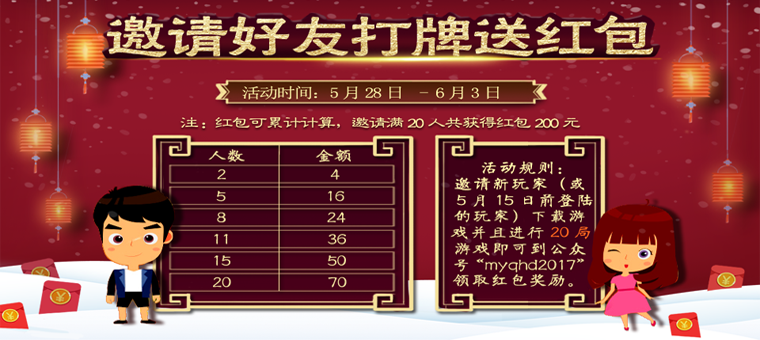 邀请好友打牌送红包
活动时间：5月28日 －6月3日
注：红包可累计计算，邀请满20人共获得红包200元
人数 金额
2 4
5 16
8 24
11 36
15 50
20 70
活动规则：
邀请新玩家（或
5月15日前登陆
的玩家）下载游
戏并且进行20局
游戏即可到公众
号“myqhd2017”
领取红包奖励。